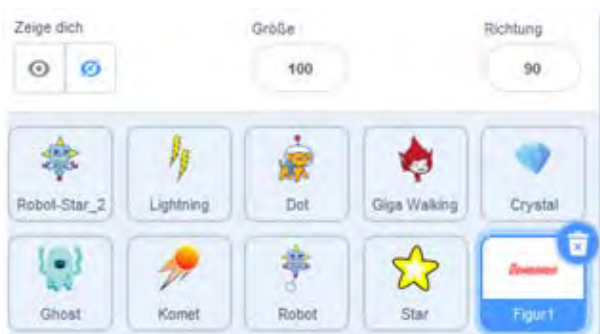 Zeige dich Größe Richtung
100 90
Robot-Star_2 Lightning Dot Giga Walking Crystal
Ghost Komet Robot Star Figur1